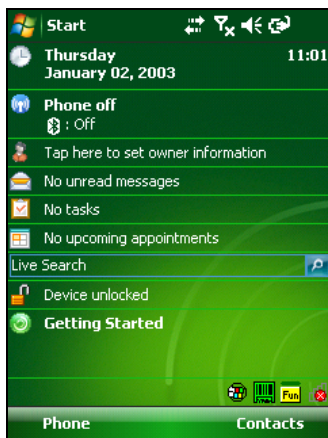 Start
Thursday 11:01
January 02, 2003
Phone off
: Off
Tap here to set owner information
No unread messages
No tasks
No upcoming appointments
Live Search
Device unlocked
Getting Started
Fun
Phone Contacts